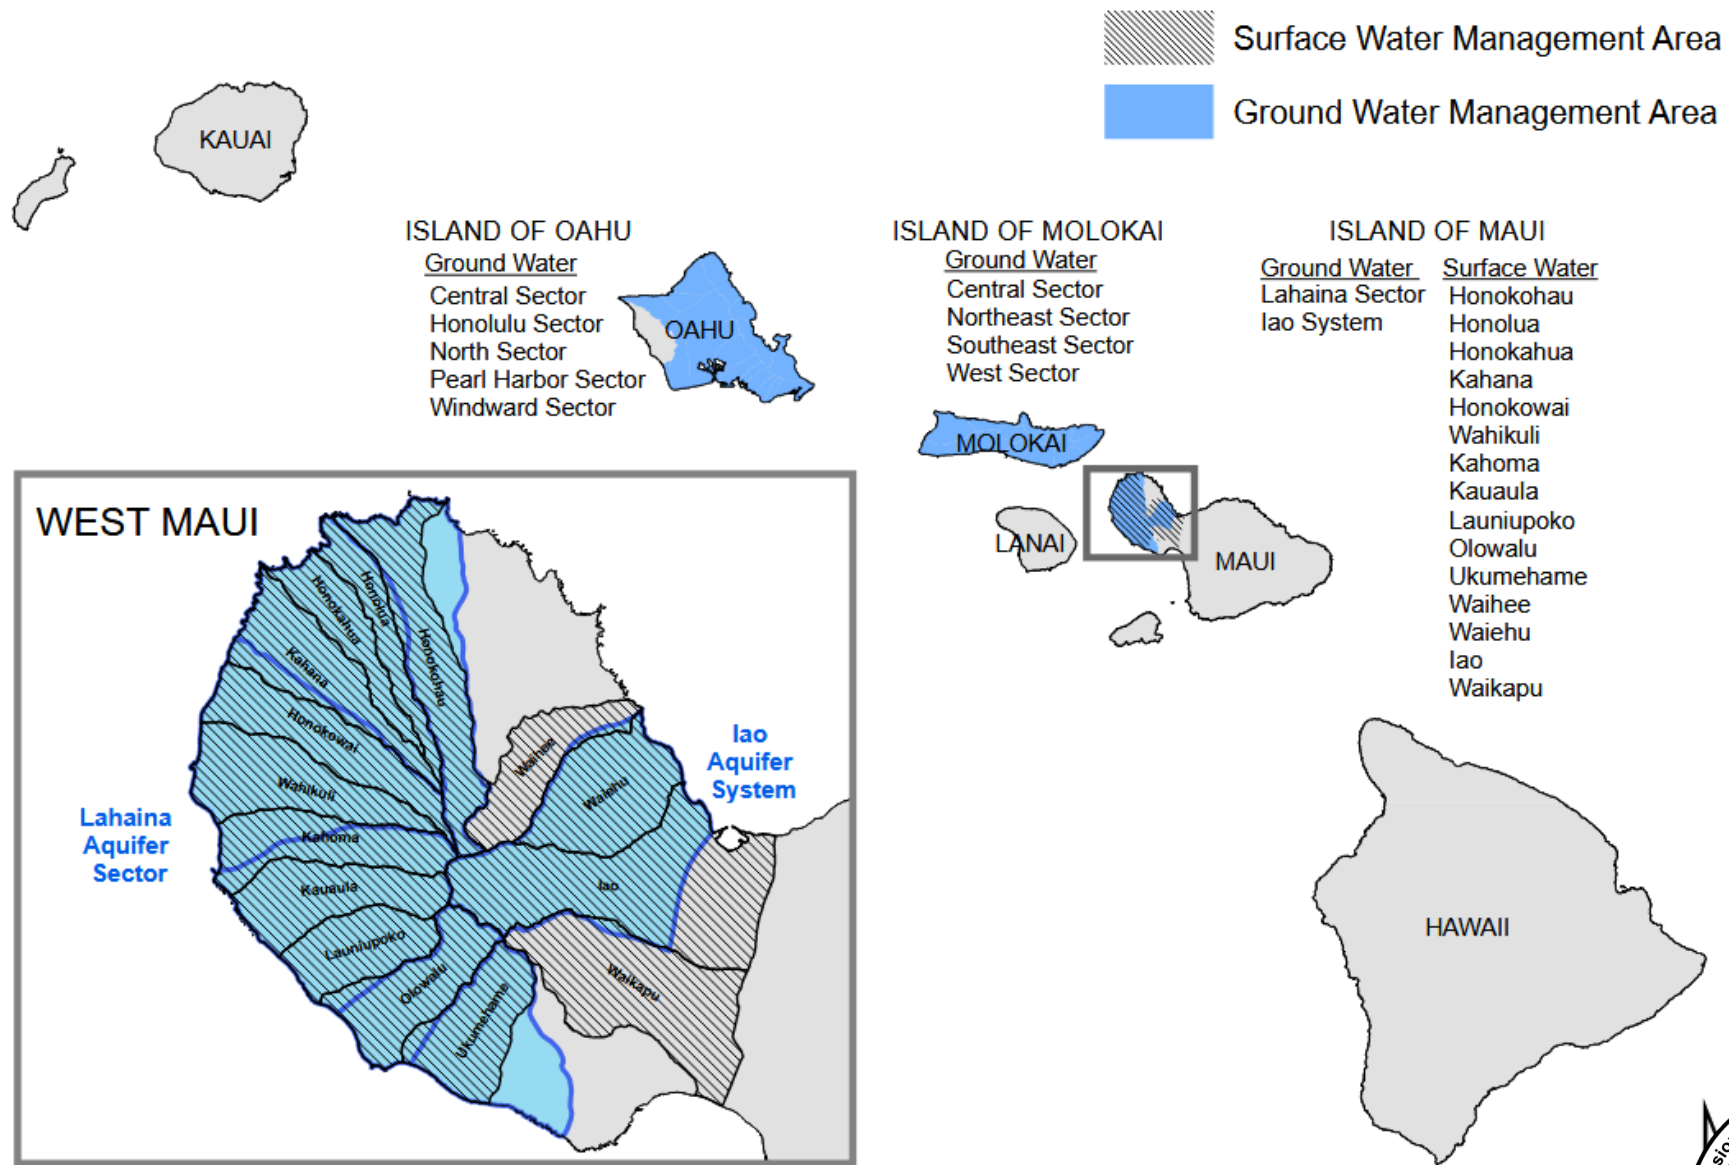 Surface Water Management Area
Ground Water Management Area
KAUAI
ISLAND OF OAHU
Ground Water
Central Sector
Honolulu Sector
North Sector
Pearl Harbor Sector
Windward Sector
OAHU
ISLAND OF MOLOKAI
Ground Water
Central Sector
Northeast Sector
Southeast Sector
West Sector
MOLOKAI
ISLAND OF MAUI
Ground Water
Lahaina Sector
Iao System
Surface Water
Honokohau
Honolua
Honokahua
Kahana
Honokowai
Wahikuli
Kahoma
Kauaula
Launiupoko
Olowalu
Ukumehame
Waihee
Waiehu
Iao
Waikapu
LANAI
MAUI
HAWAII
WEST MAUI
Honolua
Honokahua
Honokohau
Kahana
Honokowai
Wahikuli
Kahoma
Kauaula
Launiupoko
Olowalu
Ukumehame
Waihee
Waiehu
Iao
Waikapu
Iao
Aquifer
System
Lahaina
Aquifer
Sector